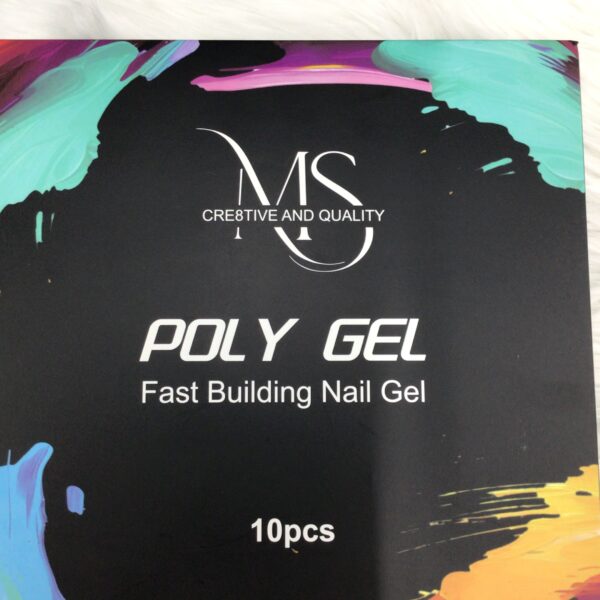 MS
CRE8TIVE AND QUALITY
POLY GEL
Fast Building Nail Gel
10pcs